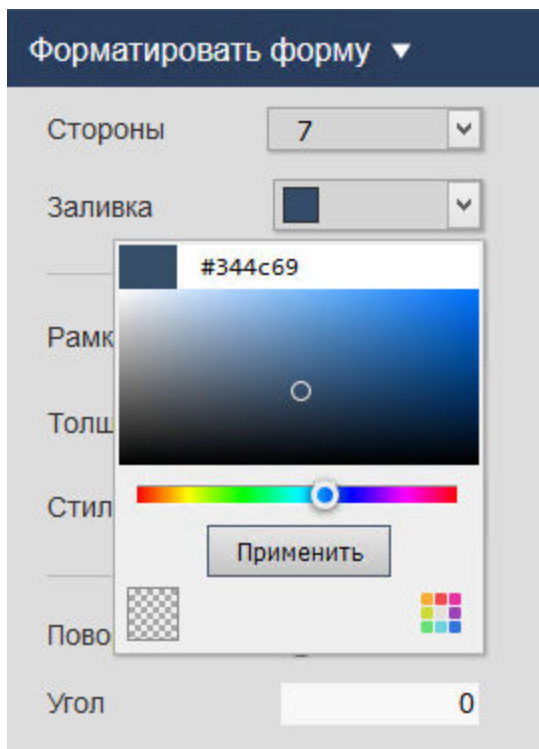 Форматировать форму ▼
Стороны 7
Заливка
#344c69
Рамк
Толщ
Стил
Применить
Пово
Угол 0